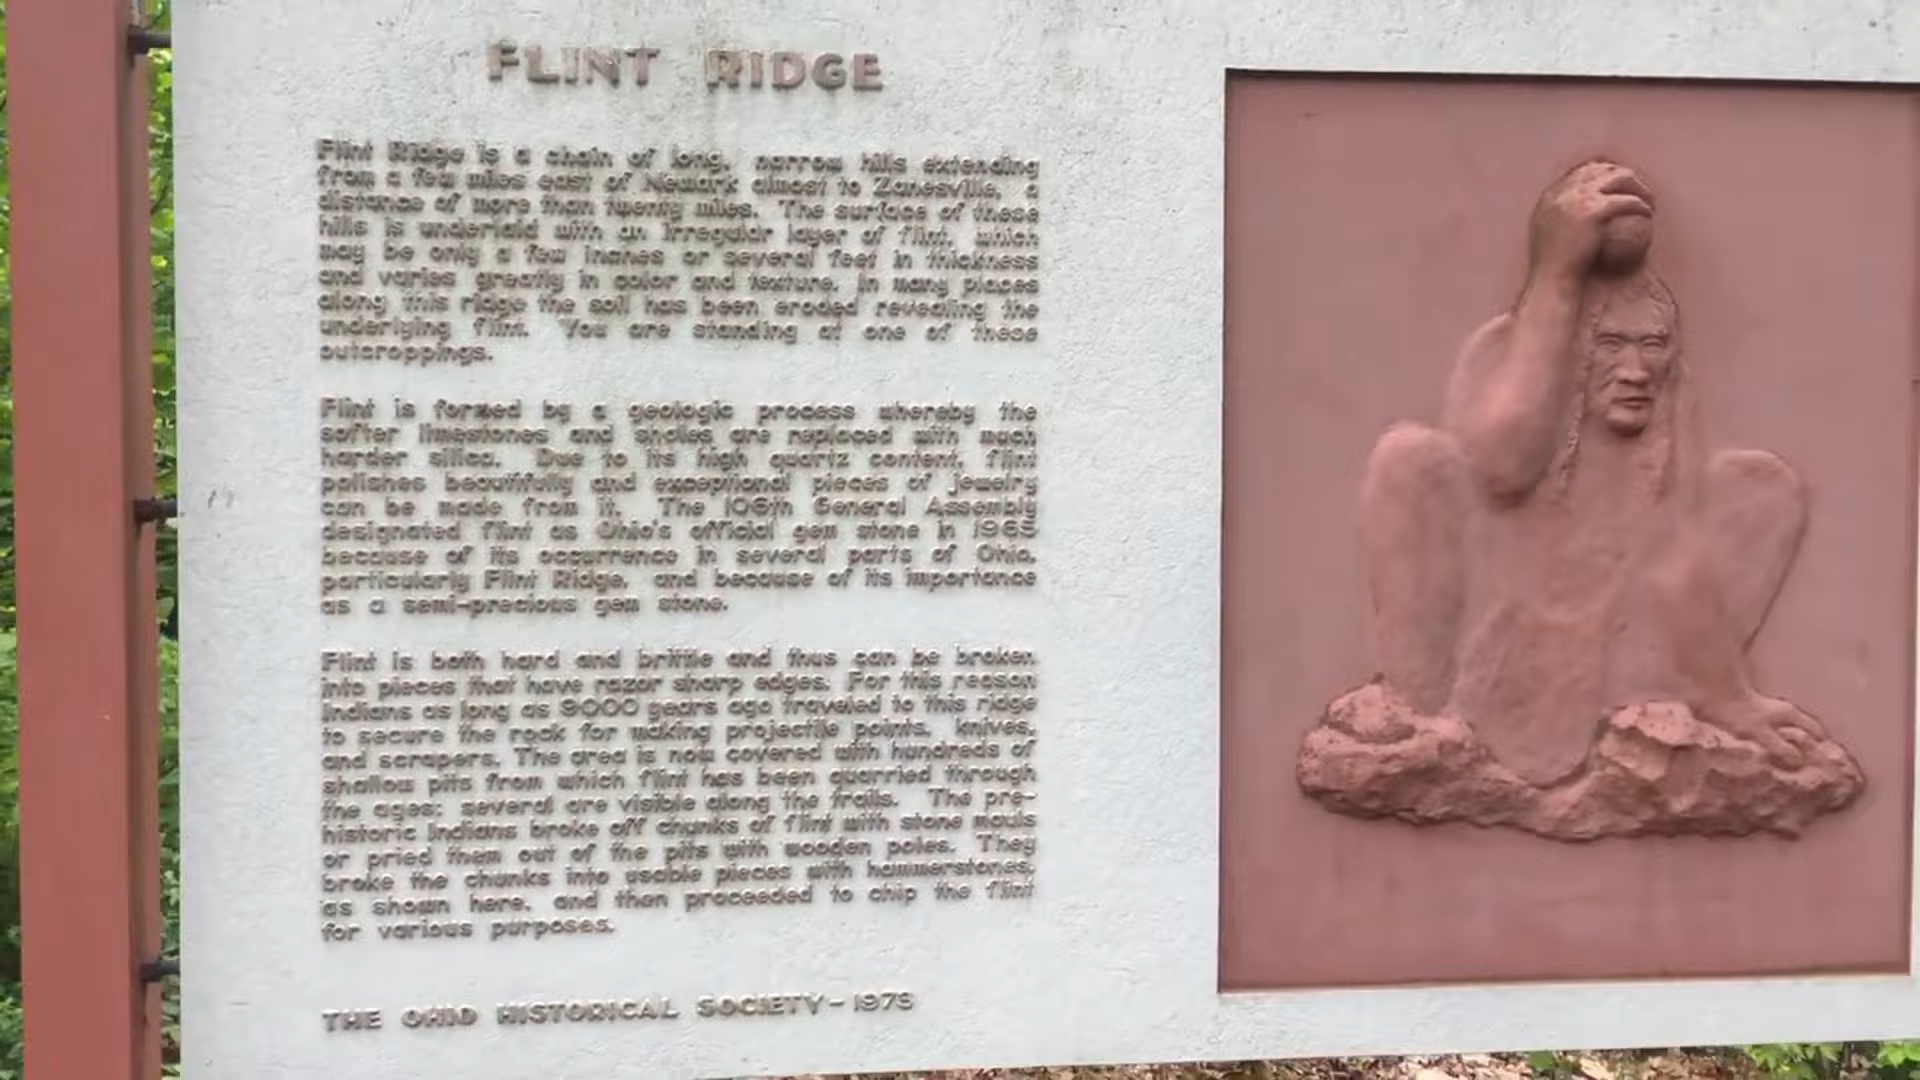 FLINT RIDGE
Flint Ridge is a chain of long, narrow hills extending
from a few miles east of Newark almost to Zanesville, a
distance of more than twenty miles. The surface of these
hills is underlaid with an irregular layer of flint, which
may be only a few inches or several feet in thickness
and varies greatly in color and texture. In many places
along this ridge the soil has been eroded revealing the
underlying flint. You are standing at one of these
outcroppings.
Flint is formed by a geologic process whereby the
softer limestones and shales are replaced with much
harder silica. Due to its high quartz content, flint
polishes beautifully and exceptional pieces of jewelry
can be made from it. The 106th General Assembly
designated flint as Ohio's official gem stone in 1965
because of its occurrence in several parts of Ohio,
particularly Flint Ridge, and because of its importance
as a semi-precious gem stone.
Flint is both hard and brittle and thus can be broken
into pieces that have razor sharp edges. For this reason
Indians as long as 9000 years ago traveled to this ridge
to secure the rock for making projectile points, knives,
and scrapers. The area is now covered with hundreds of
shallow pits from which flint has been quarried through
the ages; several are visible along the trails. The pre-
historic Indians broke off chunks of flint with stone mauls
or pried them out of the pits with wooden poles. They
broke the chunks into usable pieces with hammerstones,
as shown here, and then proceeded to chip the flint
for various purposes.
THE OHIO HISTORICAL SOCIETY-